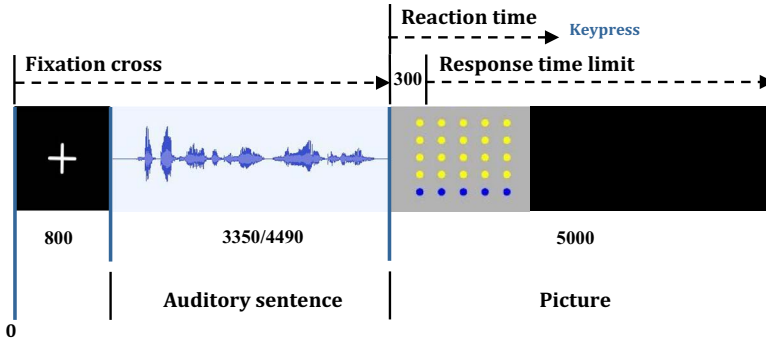 Reaction time
Keypress
Fixation cross
300
Response time limit
800
3350/4490
5000
Auditory sentence
Picture
0